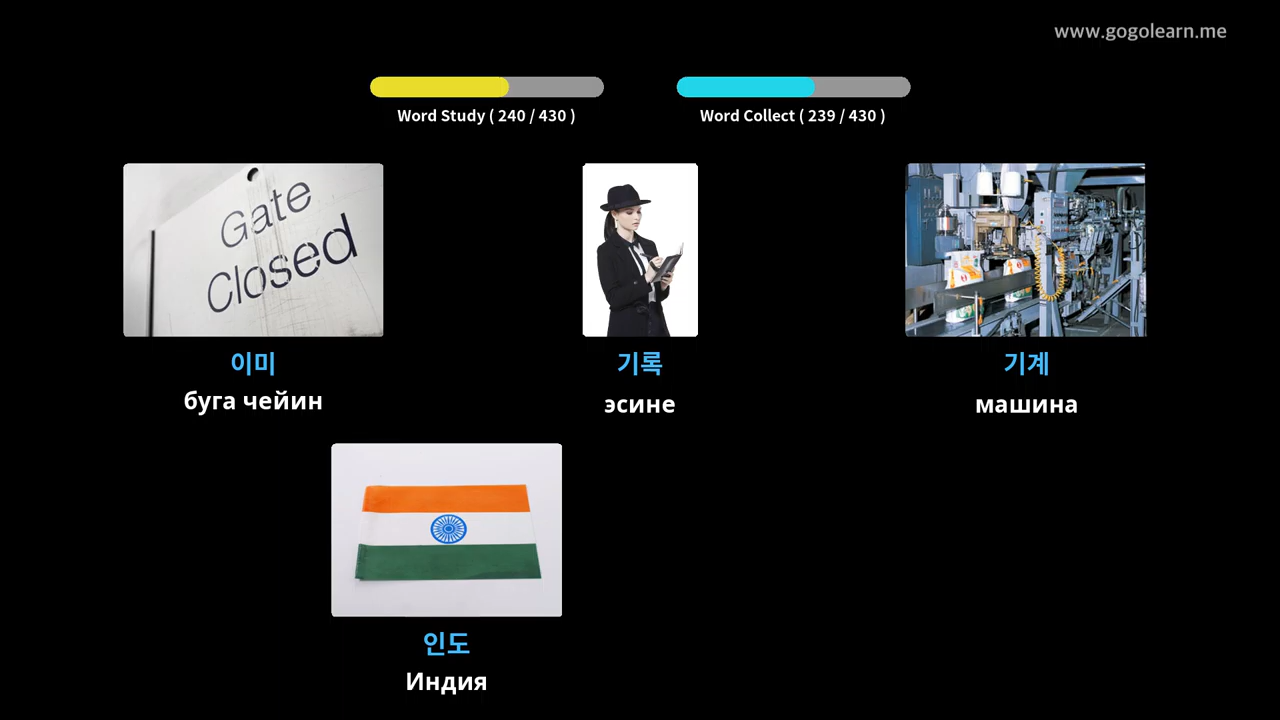 www.gogolearn.me
Word Study ( 240 / 430 )
Word Collect ( 239 / 430 )
Gate
Closed
이미
буга чейин
기록
эсине
기계
машина
인도
Индия